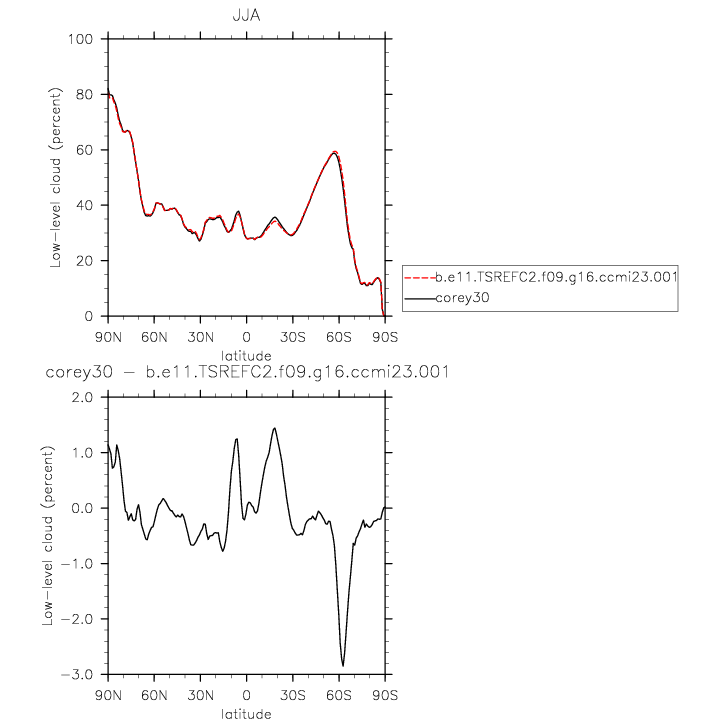 JJA
100
80
60
40
20
0
Low-level cloud (percent)
90N 60N 30N 0 30S 60S 90S
latitude
b.e11.TSREFC2.f09.g16.ccmi23.001
corey30
corey30 - b.e11.TSREFC2.f09.g16.ccmi23.001
2.0
1.0
0.0
-1.0
-2.0
-3.0
Low-level cloud (percent)
90N 60N 30N 0 30S 60S 90S
latitude